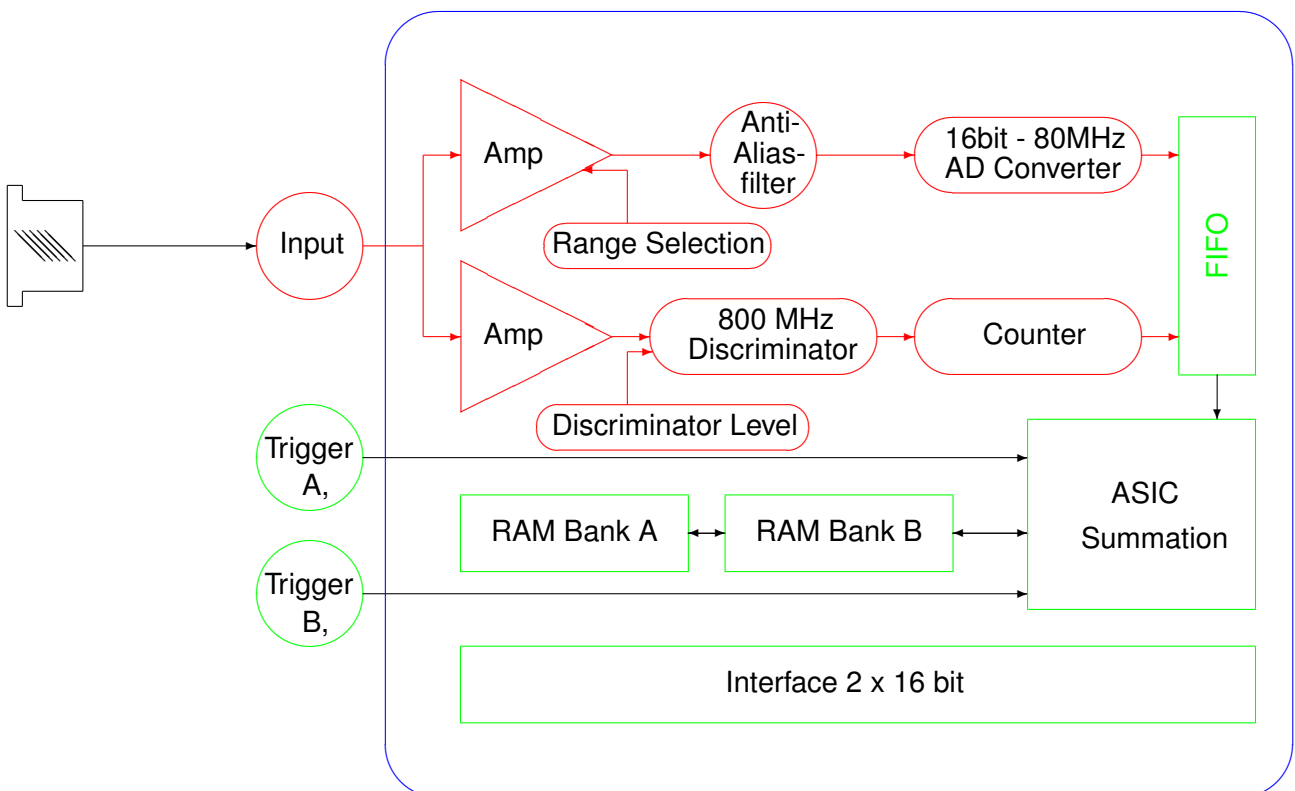 Amp
Anti-
Alias-
filter
16bit - 80MHz
AD Converter
Input
Range Selection
FIFO
Amp
800 MHz
Discriminator
Counter
Discriminator Level
Trigger
A,
RAM Bank A
RAM Bank B
ASIC
Summation
Trigger
B,
Interface 2 x 16 bit